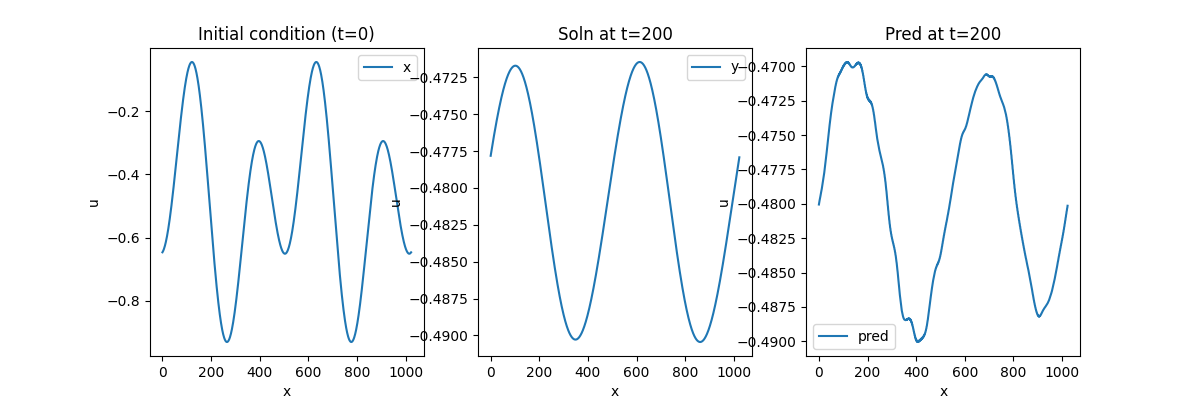 Initial condition (t=0)
x
−0.2
−0.4
−0.6
−0.8
u
0 200 400 600 800 1000
x
Soln at t=200
y
−0.4725
−0.4750
−0.4775
−0.4800
−0.4825
−0.4850
−0.4875
−0.4900
u
0 200 400 600 800 1000
x
Pred at t=200
−0.4700
−0.4725
−0.4750
−0.4775
−0.4800
−0.4825
−0.4850
−0.4875
−0.4900
u
pred
0 200 400 600 800 1000
x